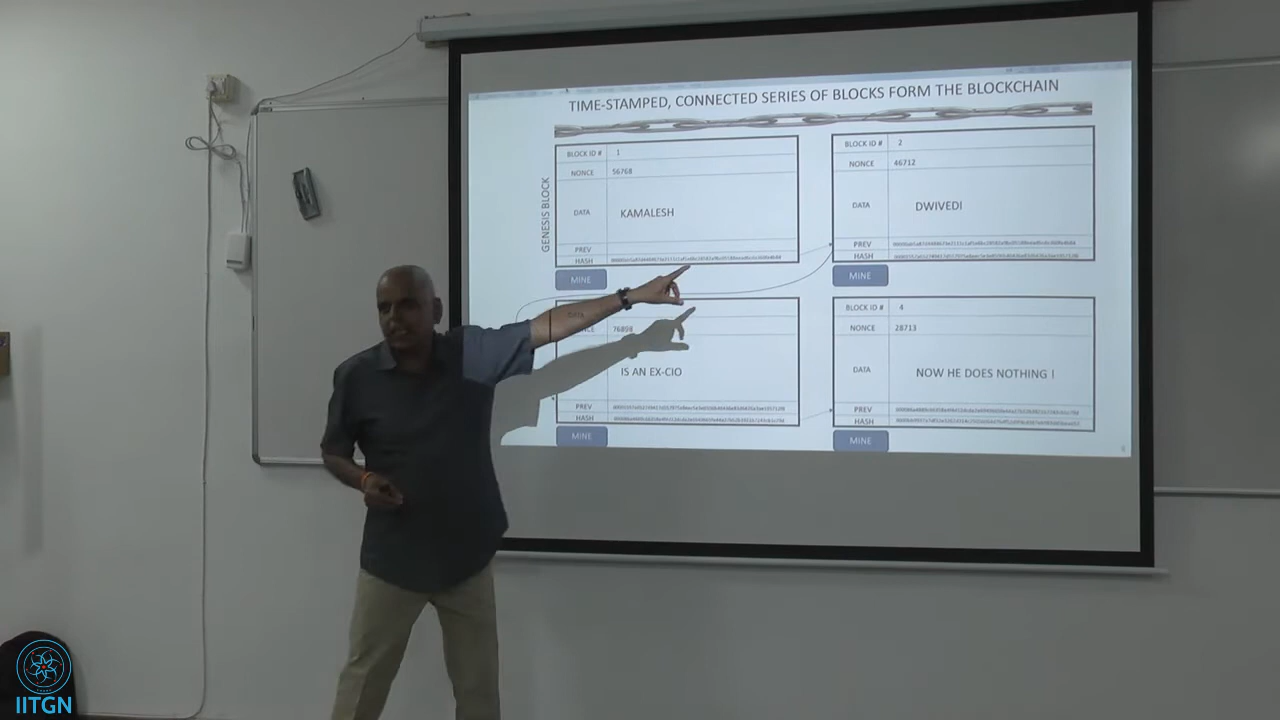 TIME-STAMPED, CONNECTED SERIES OF BLOCKS FORM THE BLOCKCHAIN
GENESIS BLOCK
BLOCK ID # 1
NONCE 56768
DATA KAMALESH
PREV
HASH
MINE
BLOCK ID # 2
NONCE 46712
DATA DWIVEDI
PREV
HASH
MINE
DATA
76898
IS AN EX-CIO
PREV
HASH
MINE
BLOCK ID # 4
NONCE 28713
DATA NOW HE DOES NOTHING !
PREV
HASH
MINE
IITGN